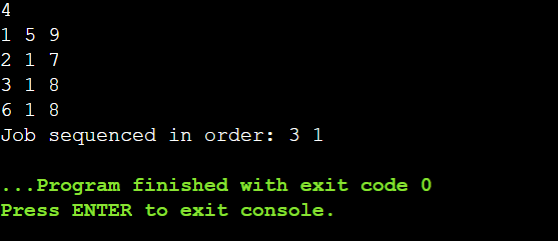 4
1 5 9
2 1 7
3 1 8
6 1 8
Job sequenced in order: 3 1
...Program finished with exit code 0
Press ENTER to exit console.